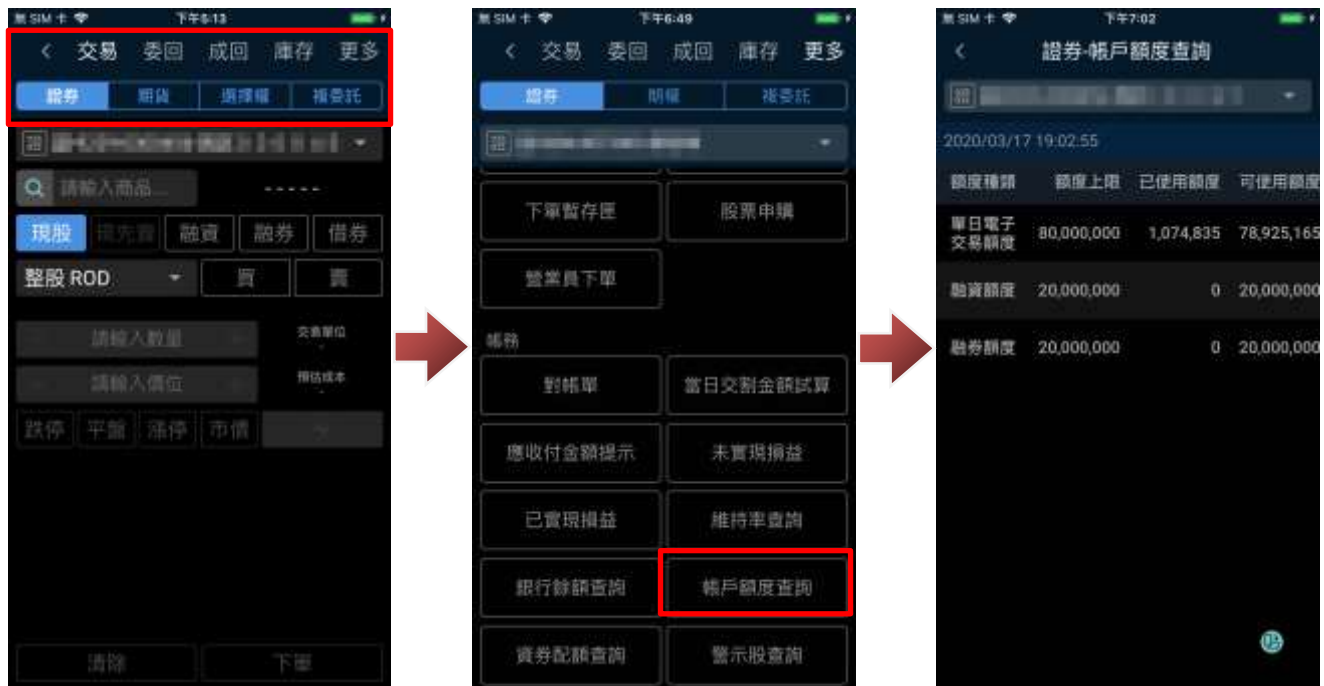 無 SIM 卡 下午6:13
交易 委回 成回 庫存 更多
證券 期貨 選擇權 複委託
證
請輸入商品... -----
現股 現先賣 融資 融券 借券
整股 ROD 買 賣
請輸入數量 交易單位
-
請輸入價位 預估成本
-
跌停 平盤 漲停 市價
清除 下單
無 SIM 卡 下午6:49
交易 委回 成回 庫存 更多
證券 期權 複委託
證
下單暫存匣 股票申購
營業員下單
帳務
對帳單 當日交割金額試算
應收付金額提示 未實現損益
已實現損益 維持率查詢
銀行餘額查詢 帳戶額度查詢
資券配額查詢 警示股查詢
無 SIM 卡 下午7:02
證券-帳戶額度查詢
證
2020/03/17 19:02:55
額度種類 額度上限 已使用額度 可使用額度
單日電子
交易額度 80,000,000 1,074,835 78,925,165
融資額度 20,000,000 0 20,000,000
融券額度 20,000,000 0 20,000,000